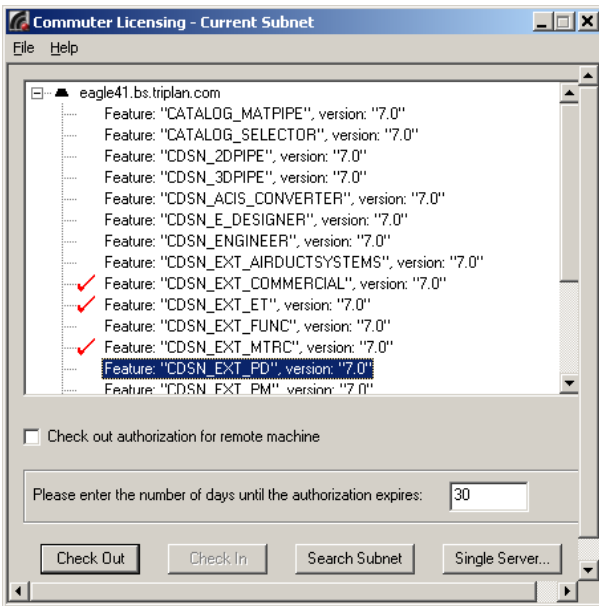 Commuter Licensing - Current Subnet
File Help
eagle41.bs.triplan.com
Feature: "CATALOG_MATPIPE", version: "7.0"
Feature: "CATALOG_SELECTOR", version: "7.0"
Feature: "CDSN_2DPIPE", version: "7.0"
Feature: "CDSN_3DPIPE", version: "7.0"
Feature: "CDSN_ACIS_CONVERTER", version: "7.0"
Feature: "CDSN_E_DESIGNER", version: "7.0"
Feature: "CDSN_ENGINEER", version: "7.0"
Feature: "CDSN_EXT_AIRDUCTSYSTEMS", version: "7.0"
Feature: "CDSN_EXT_COMMERCIAL", version: "7.0"
Feature: "CDSN_EXT_ET", version: "7.0"
Feature: "CDSN_EXT_FUNC", version: "7.0"
Feature: "CDSN_EXT_MTRC", version: "7.0"
Feature: "CDSN_EXT_PD", version: "7.0"
Feature: "CDSN_EXT_PM", version: "7.0"
Check out authorization for remote machine
Please enter the number of days until the authorization expires: 30
Check Out Check In Search Subnet Single Server...